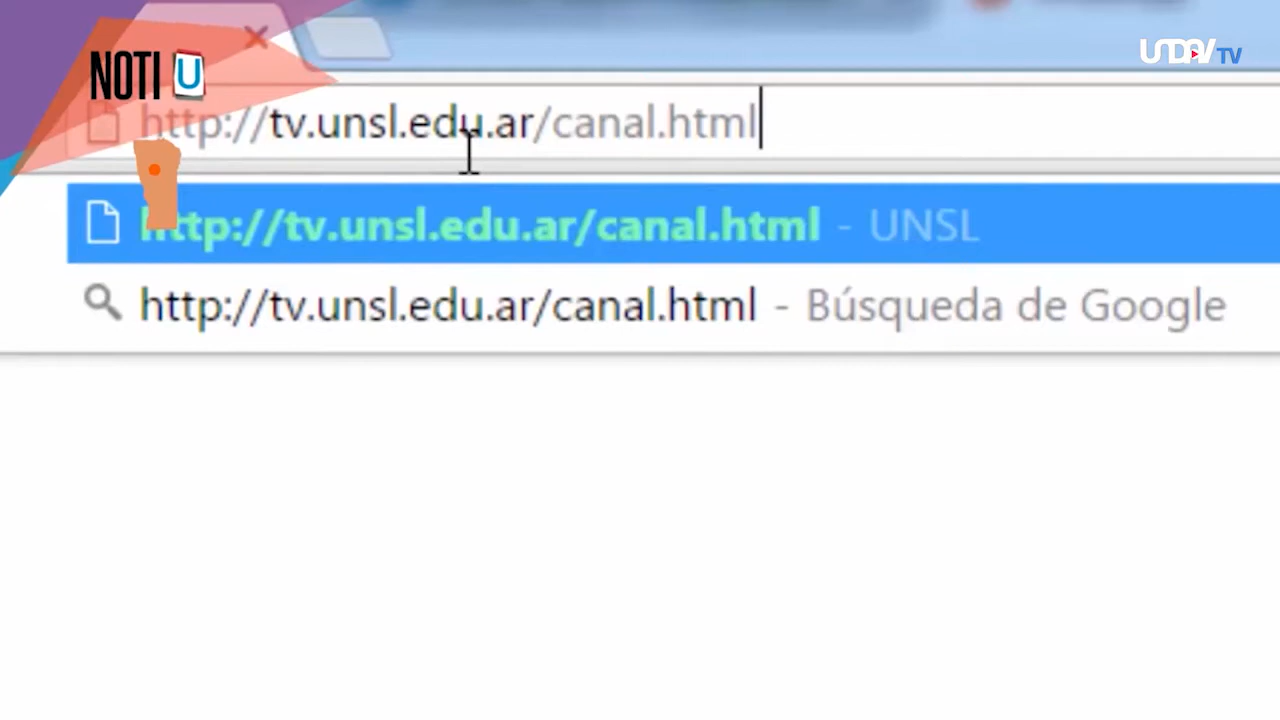 NOTI U
UNDAV TV
http://tv.unsl.edu.ar/canal.html
http://tv.unsl.edu.ar/canal.html - UNSL
http://tv.unsl.edu.ar/canal.html - Búsqueda de Google